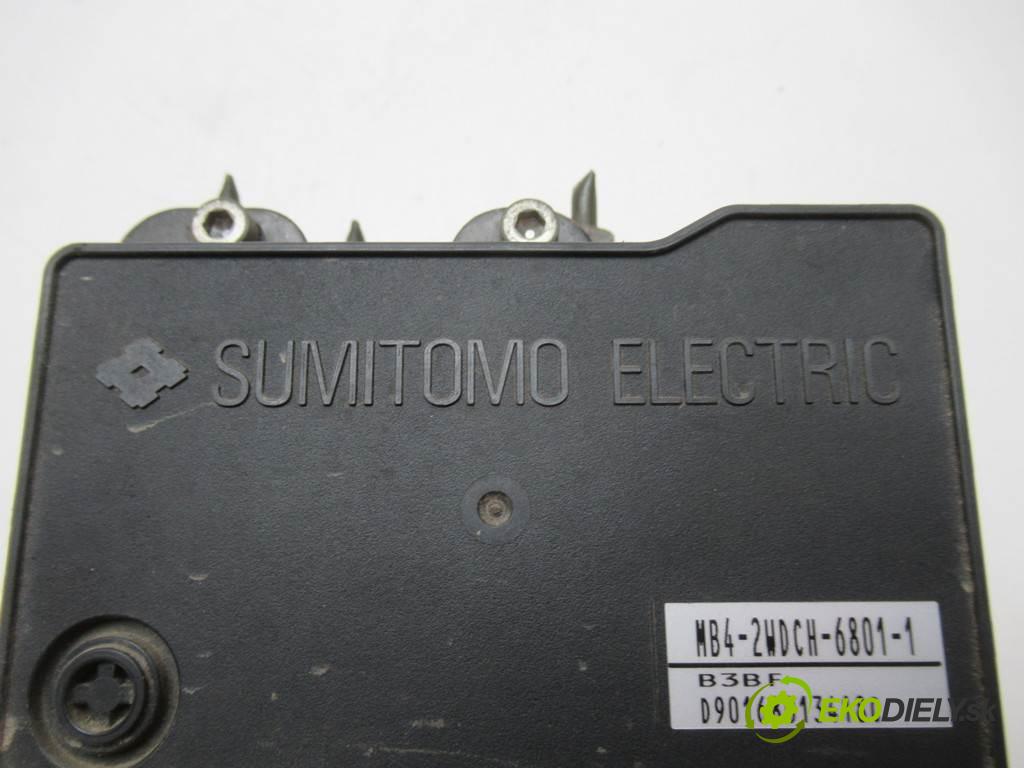 SUMITOMO ELECTRIC
MB4-2WDCH-6801-1
B3BF
EKODIELY.sk